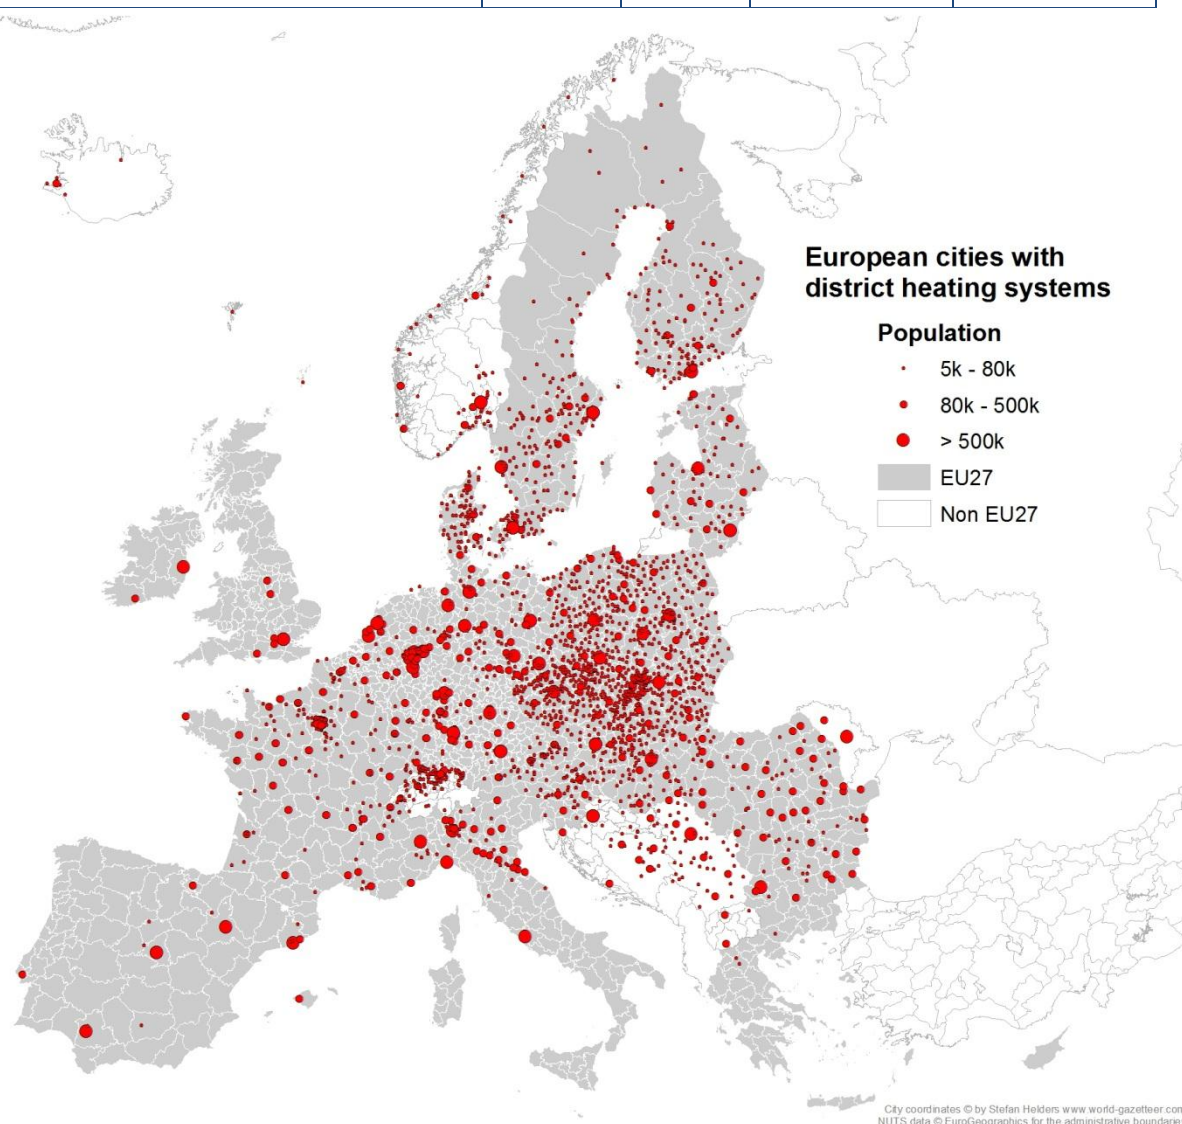 European cities with
district heating systems
Population
5k - 80k
80k - 500k
> 500k
EU27
Non EU27
City coordinates © by Stefan Helders www.world-gazetteer.com
NUTS data © EuroGeographics for the administrative boundaries